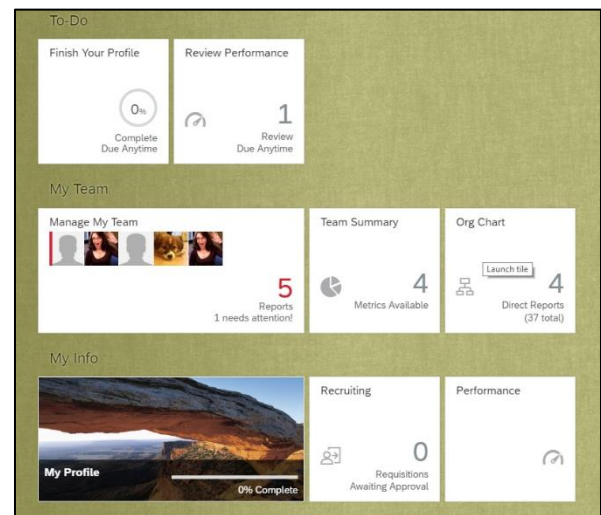 To-Do
Finish Your Profile
0%
Complete
Due Anytime
Review Performance
1
Review
Due Anytime
My Team
Manage My Team
5
Reports
1 needs attention!
Team Summary
4
Metrics Available
Org Chart
Launch tile
4
Direct Reports
(37 total)
My Info
My Profile
0% Complete
Recruiting
0
Requisitions
Awaiting Approval
Performance